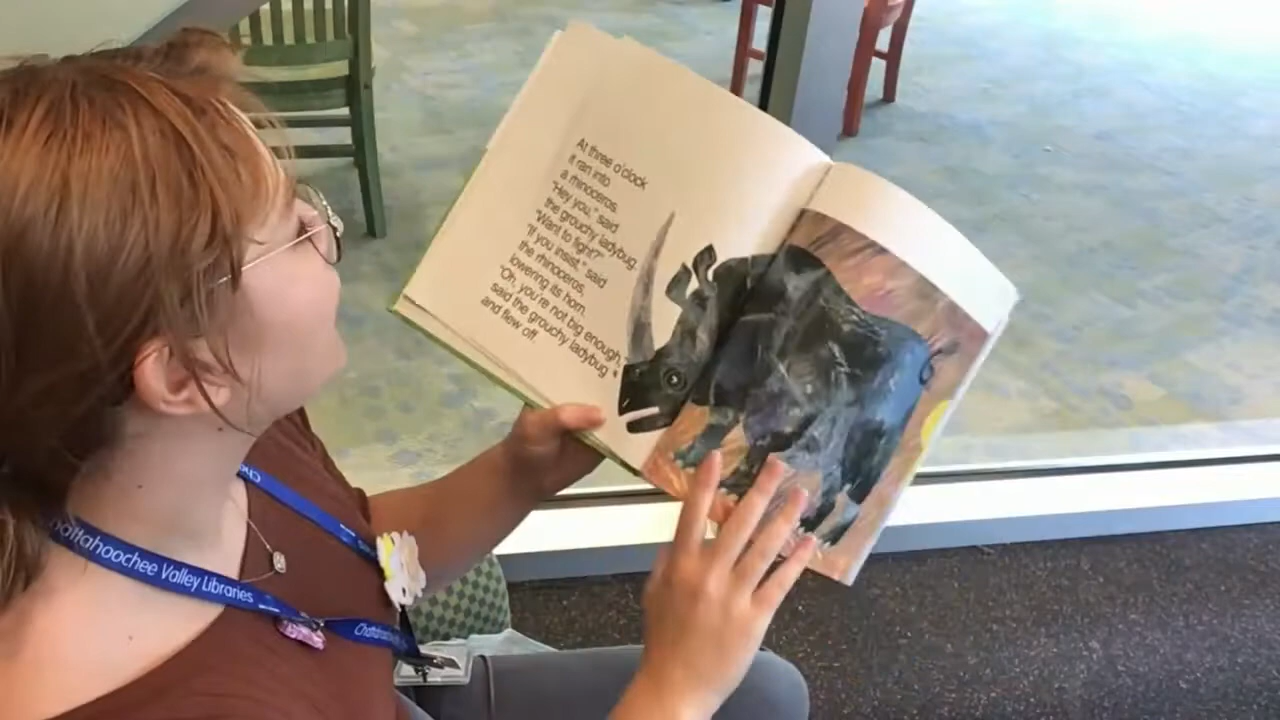 At three o'clock
it ran into
a rhinoceros.
"Hey you," said
the grouchy ladybug.
"Want to fight?"
"If you insist," said
the rhinoceros,
lowering its horn.
"Oh, you're not big enough,"
said the grouchy ladybug
and flew off.
Chattahoochee Valley Libraries